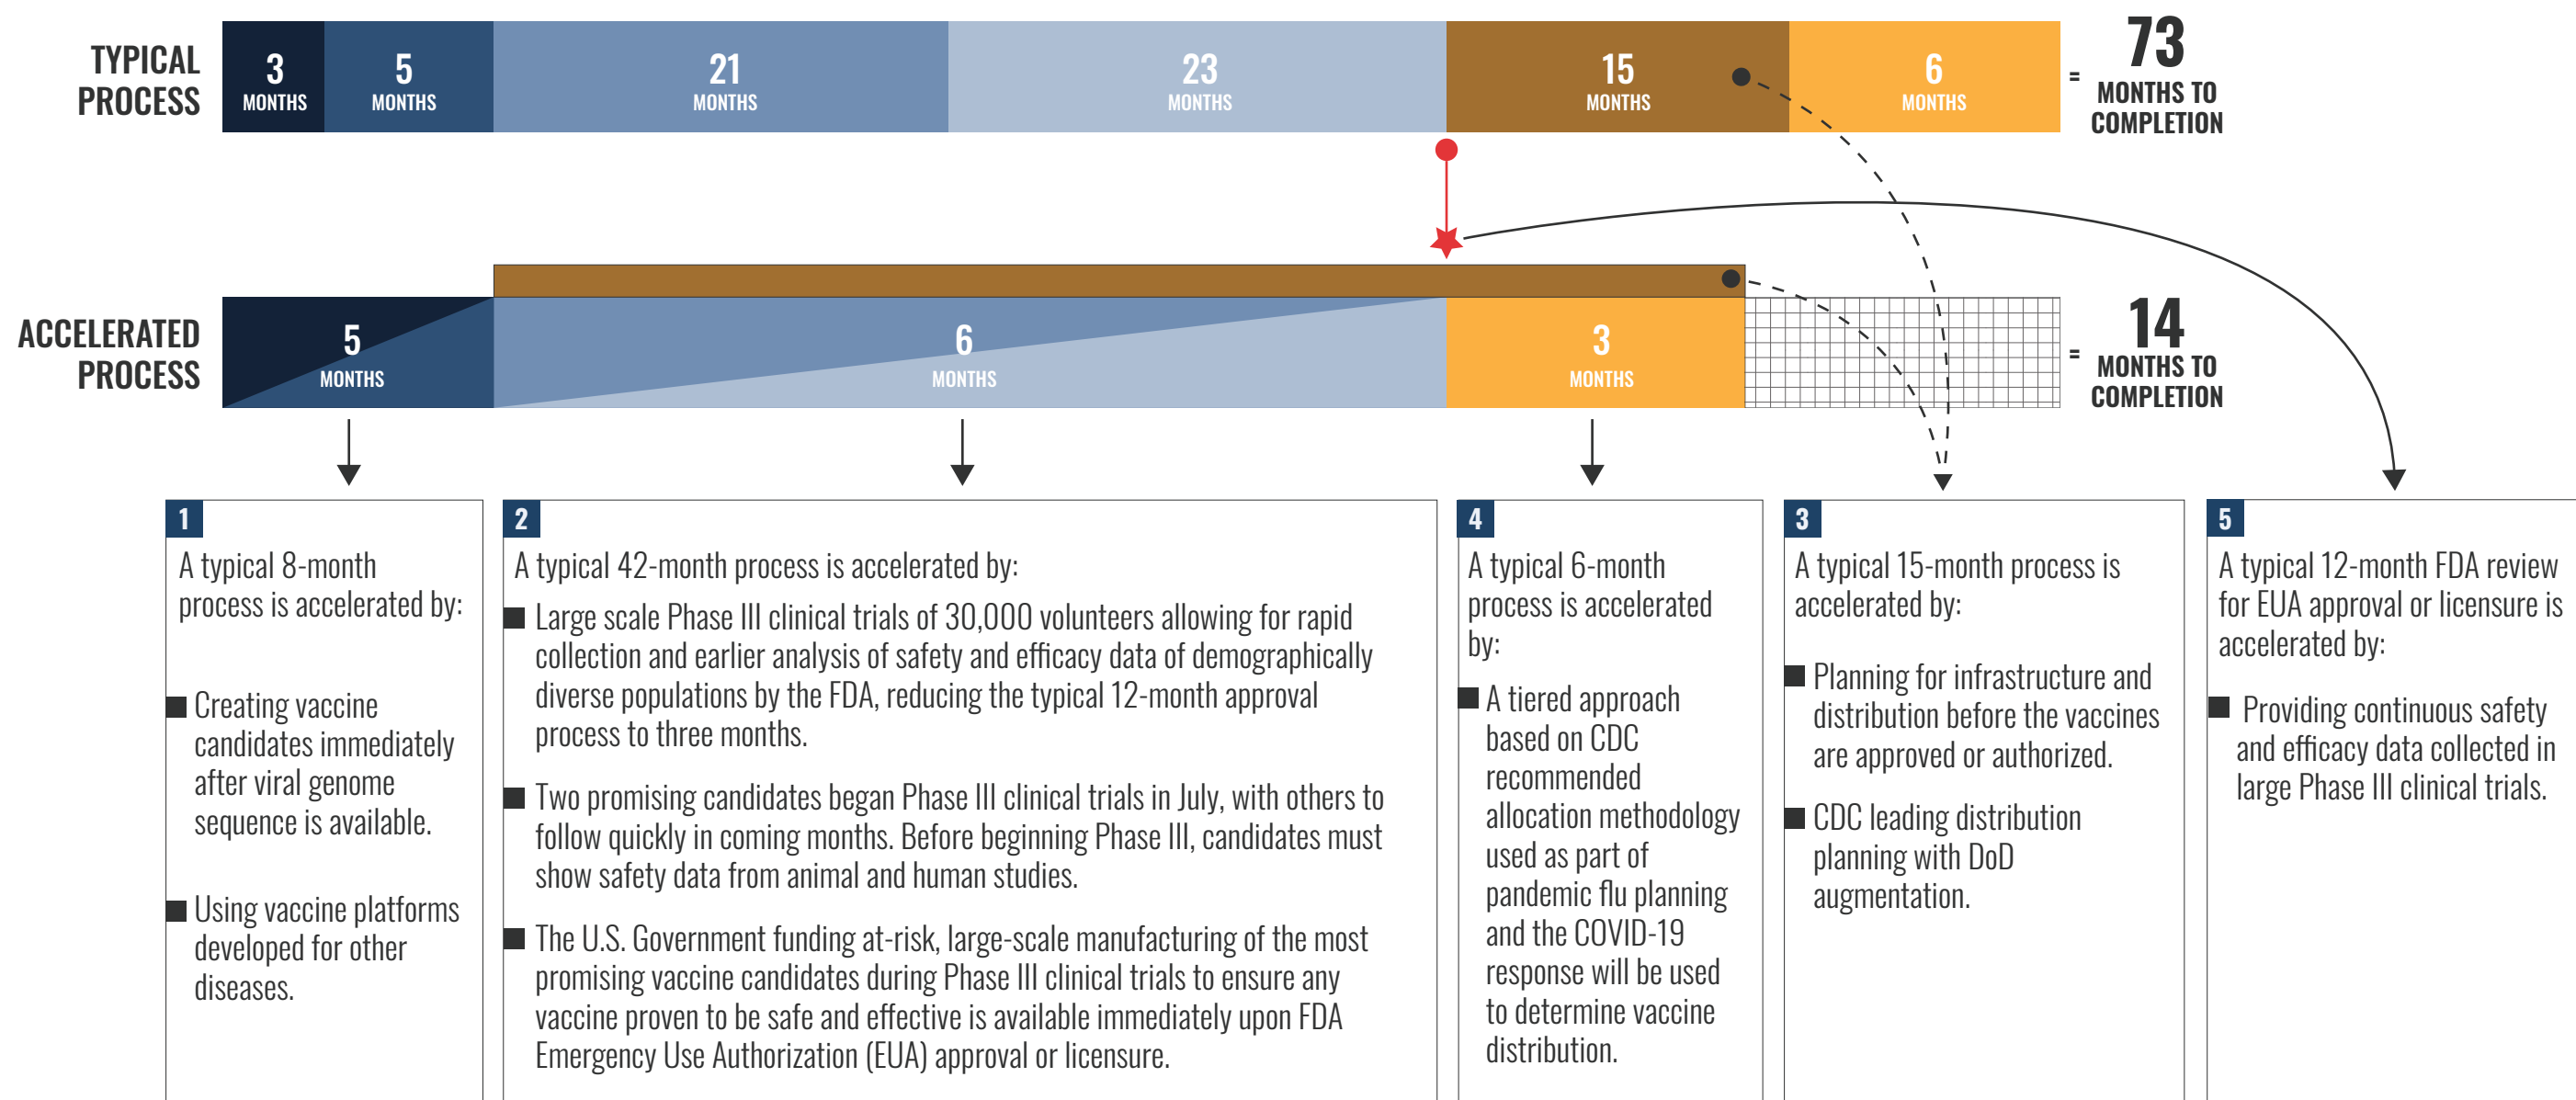 TYPICAL
PROCESS
3
MONTHS
5
MONTHS
21
MONTHS
23
MONTHS
15
MONTHS
6
MONTHS
=
73
MONTHS TO
COMPLETION
ACCELERATED
PROCESS
5
MONTHS
6
MONTHS
3
MONTHS
=
14
MONTHS TO
COMPLETION
1
A typical 8-month
process is accelerated by:
Creating vaccine
candidates immediately
after viral genome
sequence is available.
Using vaccine platforms
developed for other
diseases.
2
A typical 42-month process is accelerated by:
Large scale Phase III clinical trials of 30,000 volunteers allowing for rapid
collection and earlier analysis of safety and efficacy data of demographically
diverse populations by the FDA, reducing the typical 12-month approval
process to three months.
Two promising candidates began Phase III clinical trials in July, with others to
follow quickly in coming months. Before beginning Phase III, candidates must
show safety data from animal and human studies.
The U.S. Government funding at-risk, large-scale manufacturing of the most
promising vaccine candidates during Phase III clinical trials to ensure any
vaccine proven to be safe and effective is available immediately upon FDA
Emergency Use Authorization (EUA) approval or licensure.
4
A typical 6-month
process is accelerated
by:
A tiered approach
based on CDC
recommended
allocation methodology
used as part of
pandemic flu planning
and the COVID-19
response will be used
to determine vaccine
distribution.
3
A typical 15-month process is
accelerated by:
Planning for infrastructure and
distribution before the vaccines
are approved or authorized.
CDC leading distribution
planning with DoD
augmentation.
5
A typical 12-month FDA review
for EUA approval or licensure is
accelerated by:
Providing continuous safety
and efficacy data collected in
large Phase III clinical trials.